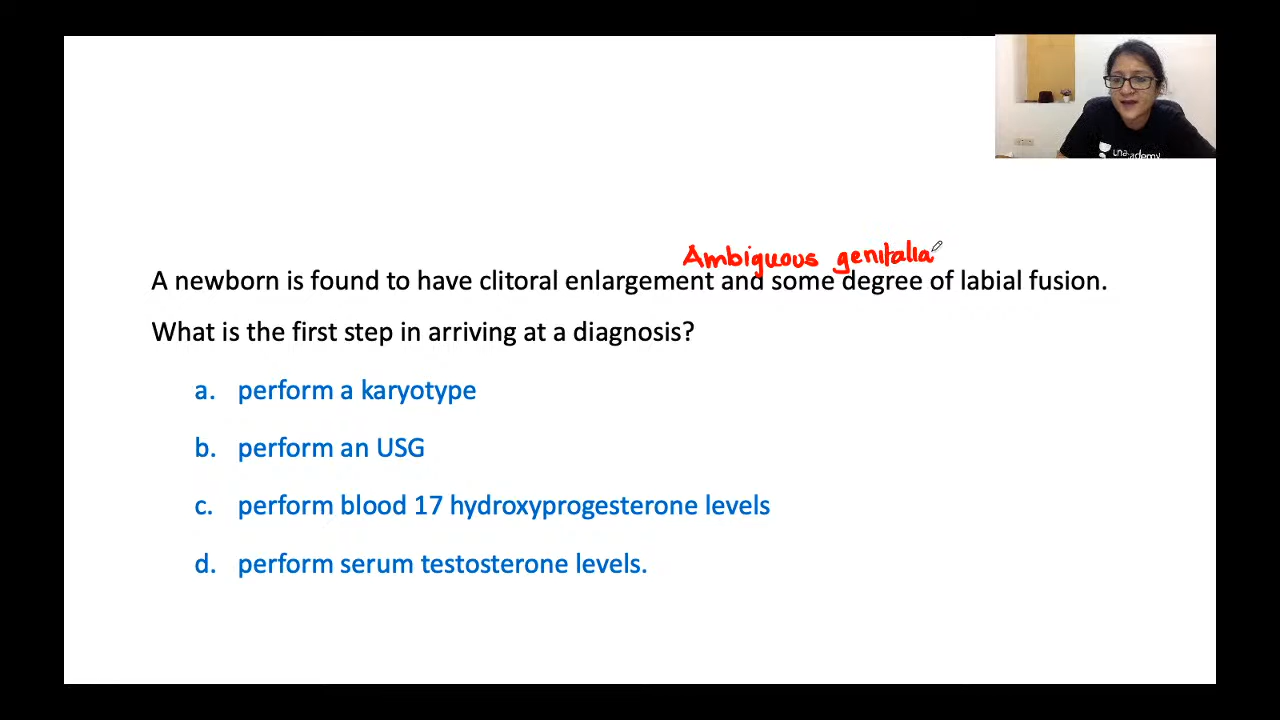 unacademy
Ambiguous genitalia
A newborn is found to have clitoral enlargement and some degree of labial fusion.
What is the first step in arriving at a diagnosis?
a. perform a karyotype
b. perform an USG
c. perform blood 17 hydroxyprogesterone levels
d. perform serum testosterone levels.